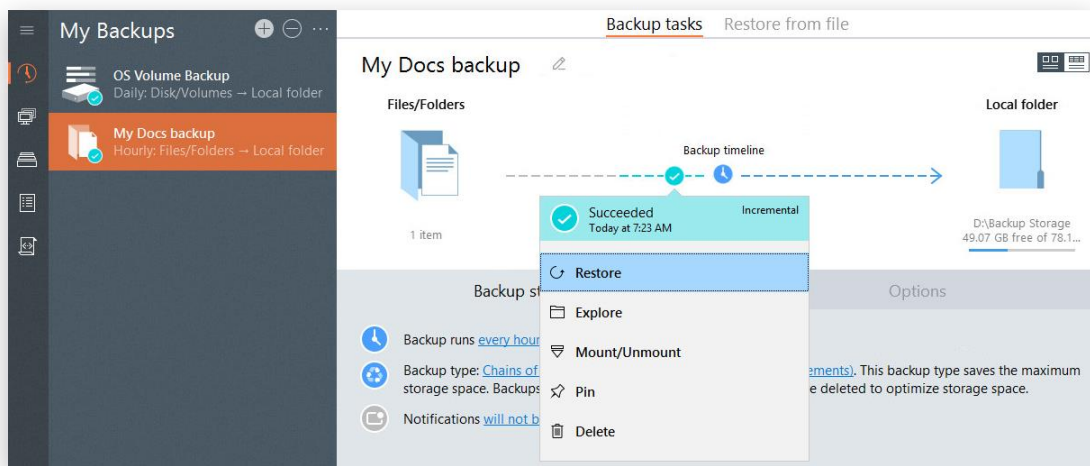 My Backups
Backup tasks Restore from file
OS Volume Backup
Daily: Disk/Volumes → Local folder
My Docs backup
Hourly: Files/Folders → Local folder
My Docs backup
Files/Folders
1 item
Backup timeline
Local folder
D:\Backup Storage
49.07 GB free of 78.1...
Succeeded
Today at 7:23 AM
Incremental
Restore
Explore
Mount/Unmount
Pin
Delete
Backup st
Options
Backup runs every hour
Backup type: Chains of ements). This backup type saves the maximum
storage space. Backups e deleted to optimize storage space.
Notifications will not b